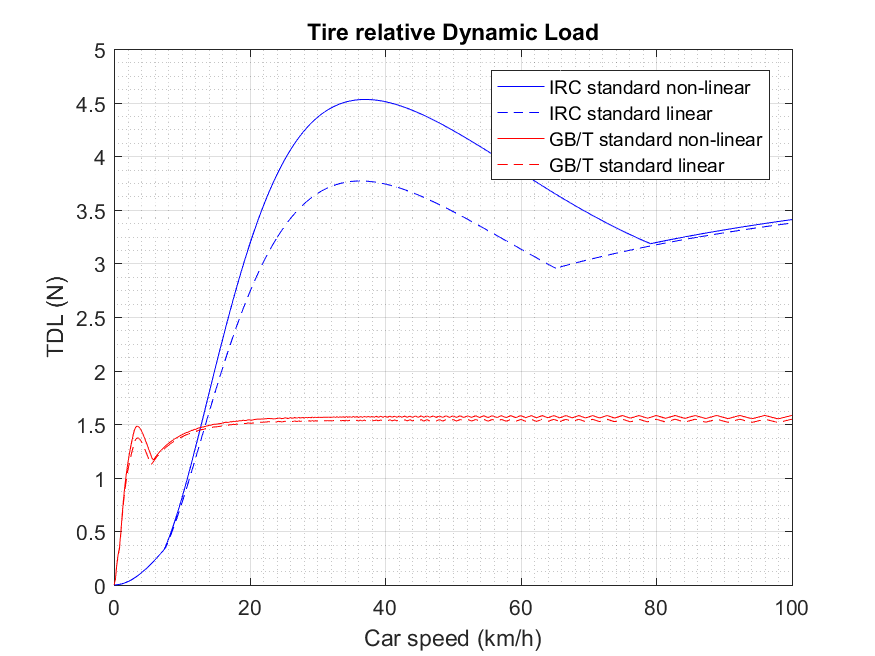 Tire relative Dynamic Load
5
4.5
4
3.5
3
2.5
2
1.5
1
0.5
0
TDL (N)
IRC standard non-linear
IRC standard linear
GB/T standard non-linear
GB/T standard linear
0 20 40 60 80 100
Car speed (km/h)